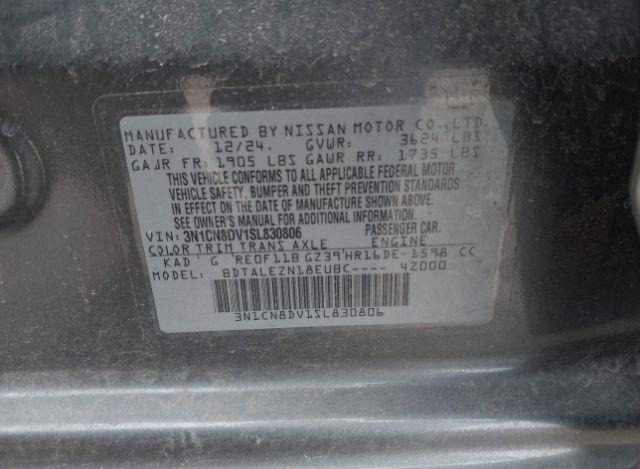 MANUFACTURED BY NISSAN MOTOR CO.,LTD.
DATE: 12/24. GVWR: 3624 LBS
GAWR FR: 1905 LBS GAWR RR: 1735 LBS
THIS VEHICLE CONFORMS TO ALL APPLICABLE FEDERAL MOTOR
VEHICLE SAFETY, BUMPER AND THEFT PREVENTION STANDARDS
IN EFFECT ON THE DATE OF MANUFACTURE SHOWN ABOVE.
SEE OWNER'S MANUAL FOR ADDITIONAL INFORMATION.
VIN: 3N1CN8DV1SL830806 PASSENGER CAR.
COLOR TRIM TRANS AXLE ENGINE
KAD G RE0F11B GZ39 HR16DE-1598 CC
MODEL: BDTALEZN18EUBC---- 4Z000
3N1CN8DV1SL830806